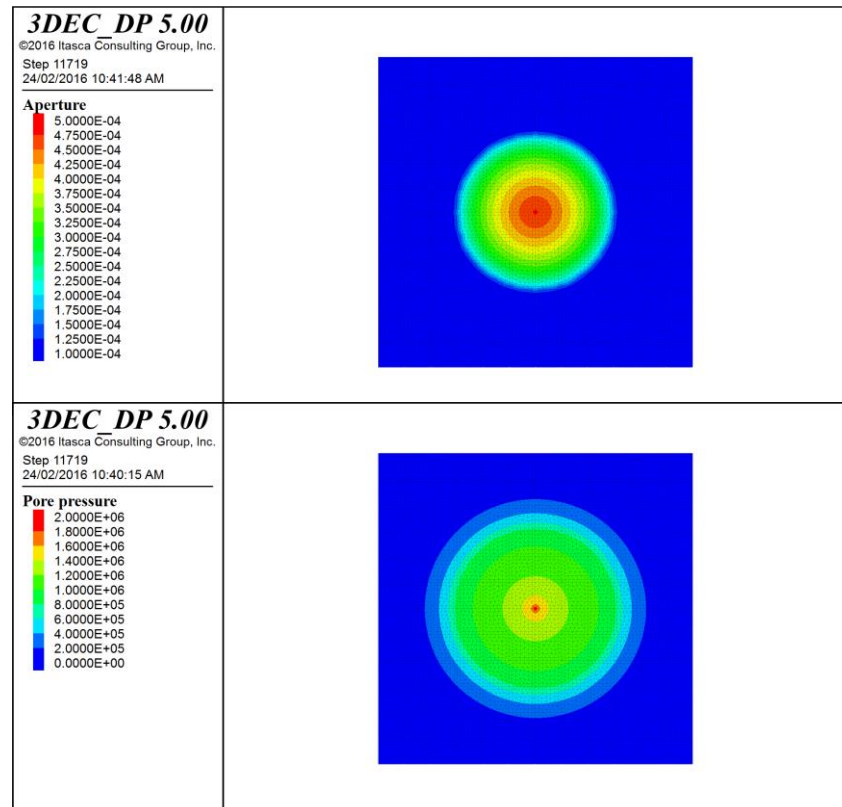 3DEC_DP 5.00
©2016 Itasca Consulting Group, Inc.
Step 11719
24/02/2016 10:41:48 AM
Aperture
5.0000E-04
4.7500E-04
4.5000E-04
4.2500E-04
4.0000E-04
3.7500E-04
3.5000E-04
3.2500E-04
3.0000E-04
2.7500E-04
2.5000E-04
2.2500E-04
2.0000E-04
1.7500E-04
1.5000E-04
1.2500E-04
1.0000E-04
3DEC_DP 5.00
©2016 Itasca Consulting Group, Inc.
Step 11719
24/02/2016 10:40:15 AM
Pore pressure
2.0000E+06
1.8000E+06
1.6000E+06
1.4000E+06
1.2000E+06
1.0000E+06
8.0000E+05
6.0000E+05
4.0000E+05
2.0000E+05
0.0000E+00